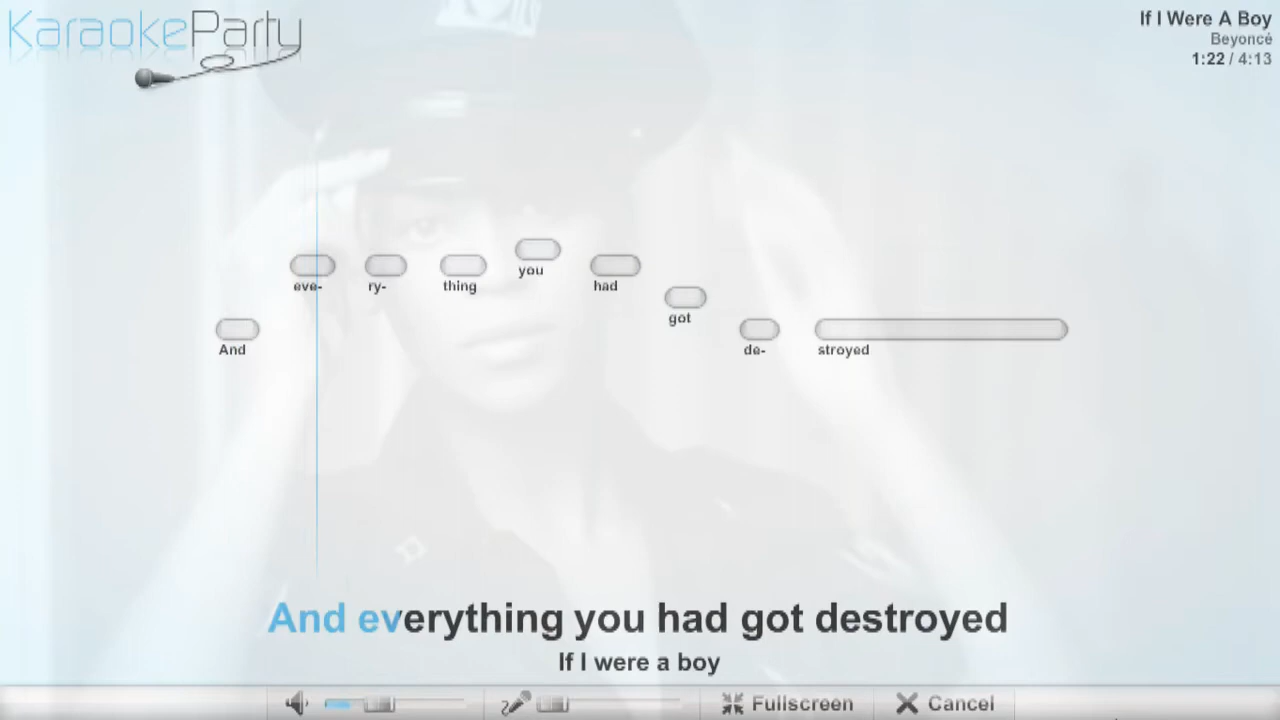 KaraokeParty
If I Were A Boy
Beyoncé
1:22 / 4:13
you
eve- ry- thing had
got
And de- stroyed
And everything you had got destroyed
If I were a boy
Fullscreen Cancel